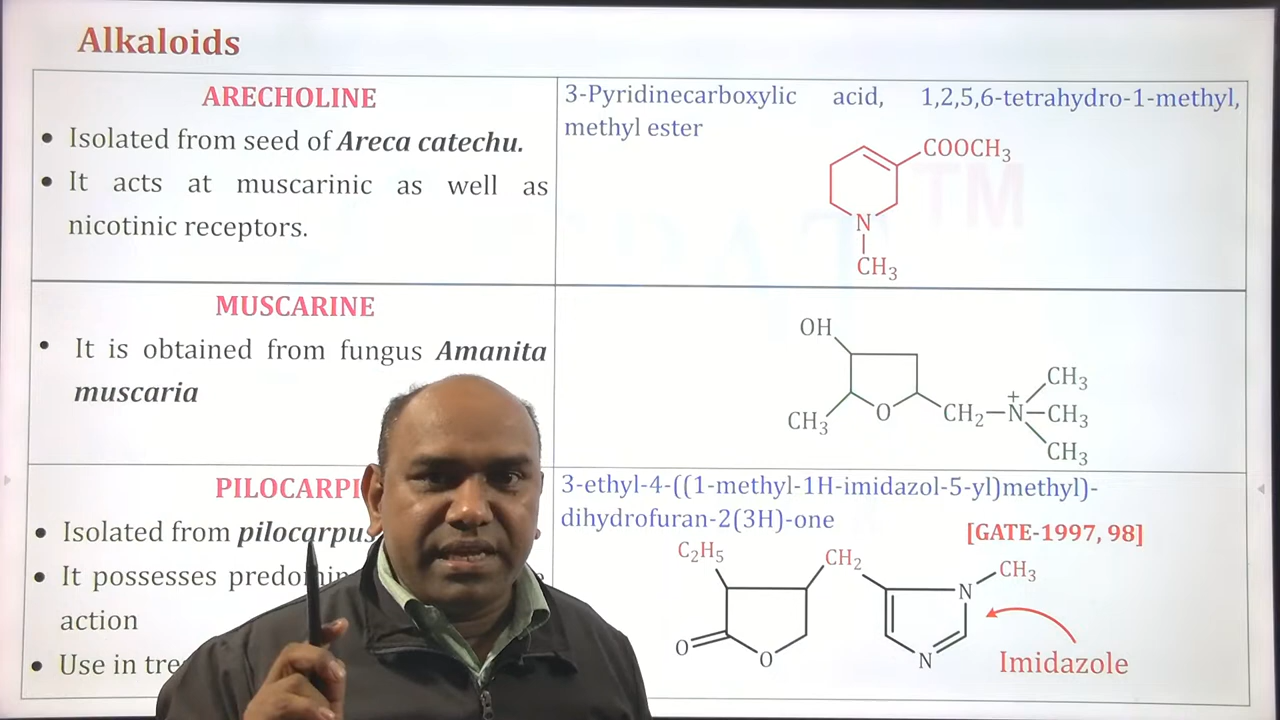 Alkaloids
ARECHOLINE
• Isolated from seed of Areca catechu.
• It acts at muscarinic as well as
nicotinic receptors.
3-Pyridinecarboxylic acid, 1,2,5,6-tetrahydro-1-methyl,
methyl ester
COOCH3
N
CH3
MUSCARINE
• It is obtained from fungus Amanita
muscaria
OH
CH3
O
CH2
N
+
CH3
CH3
CH3
PILOCARPI
• Isolated from pilocarpus
• It possesses
action
• Use in
3-ethyl-4-((1-methyl-1H-imidazol-5-yl)methyl)-
dihydrofuran-2(3H)-one
[GATE-1997, 98]
C2H5
CH2
O
O
N
CH3
N
Imidazole